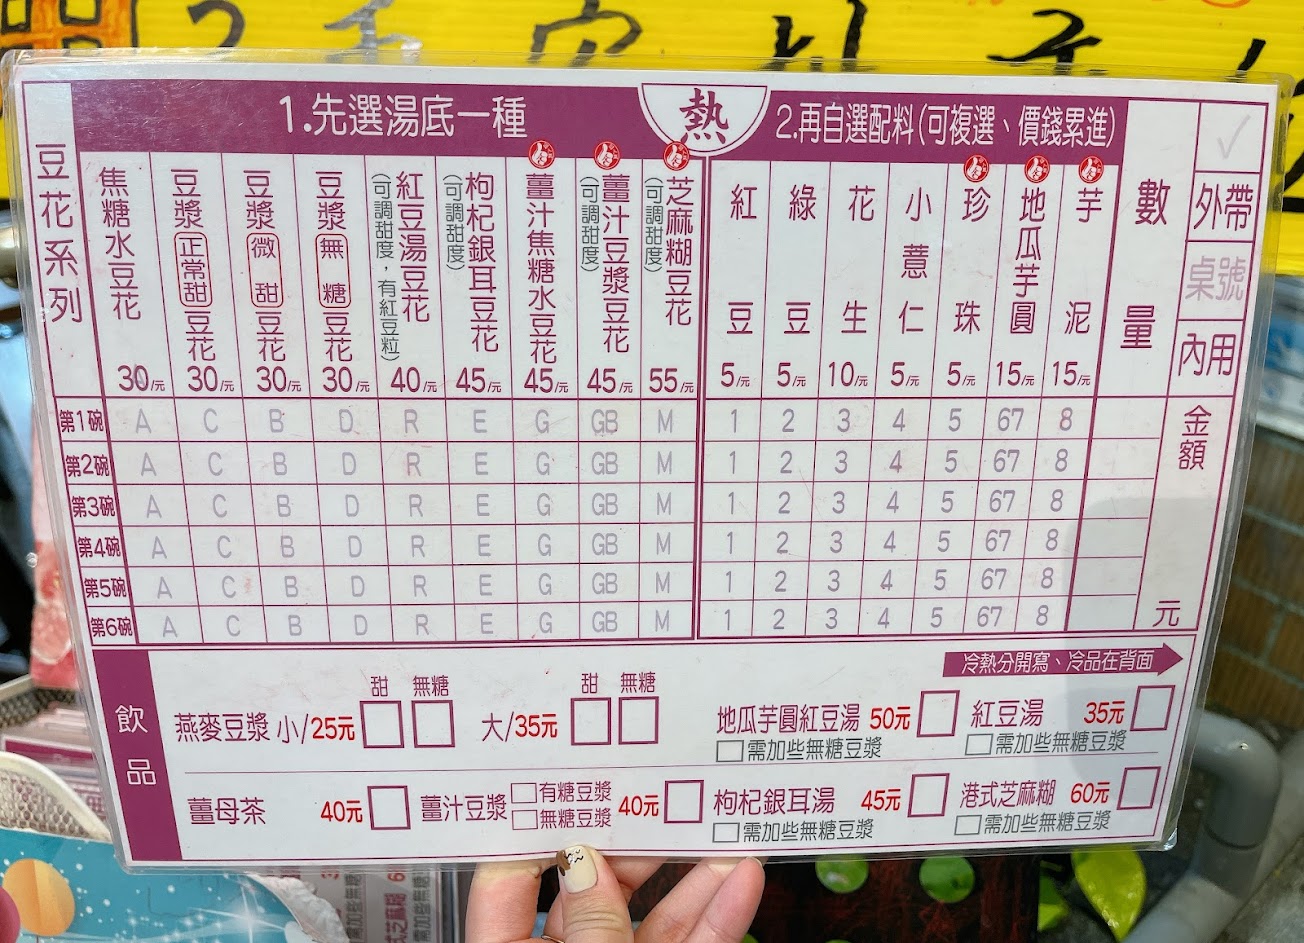 1.先選湯底一種
熱
2.再自選配料(可複選、價錢累進)
豆花系列
焦糖水豆花 30/元
豆漿 正常甜 豆花 30/元
豆漿 微甜 豆花 30/元
豆漿 無糖 豆花 30/元
紅豆湯豆花 (可調甜度,有紅豆粒) 40/元
枸杞銀耳豆花 (可調甜度) 45/元
薑汁焦糖水豆花 45/元
薑汁豆漿豆花 (可調甜度) 45/元
芝麻糊豆花 (可調甜度) 55/元
紅豆 5/元
綠豆 5/元
花生 10/元
小薏仁 5/元
珍珠 5/元
地瓜芋圓 15/元
芋泥 15/元
數量
外帶
桌號
內用
金額
元
第1碗 A C B D R E G GB M 1 2 3 4 5 67 8
第2碗 A C B D R E G GB M 1 2 3 4 5 67 8
第3碗 A C B D R E G GB M 1 2 3 4 5 67 8
第4碗 A C B D R E G GB M 1 2 3 4 5 67 8
第5碗 A C B D R E G GB M 1 2 3 4 5 67 8
第6碗 A C B D R E G GB M 1 2 3 4 5 67 8
冷熱分開寫、冷品在背面
飲品
甜 無糖 甜 無糖
燕麥豆漿 小/25元 大/35元
地瓜芋圓紅豆湯 50元
需加些無糖豆漿
紅豆湯 35元
需加些無糖豆漿
薑母茶 40元
薑汁豆漿 有糖豆漿 無糖豆漿 40元
枸杞銀耳湯 45元
需加些無糖豆漿
港式芝麻糊 60元
需加些無糖豆漿